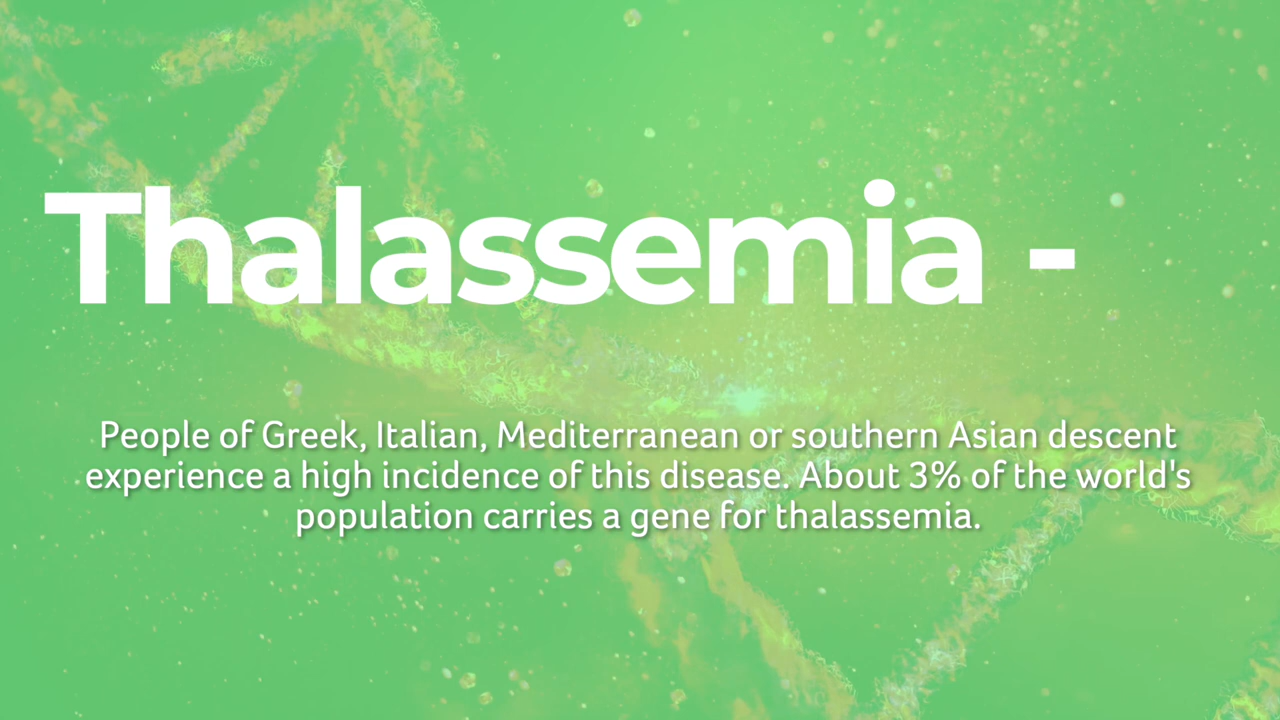 Thalassemia -
People of Greek, Italian, Mediterranean or southern Asian descent
experience a high incidence of this disease. About 3% of the world's
population carries a gene for thalassemia.